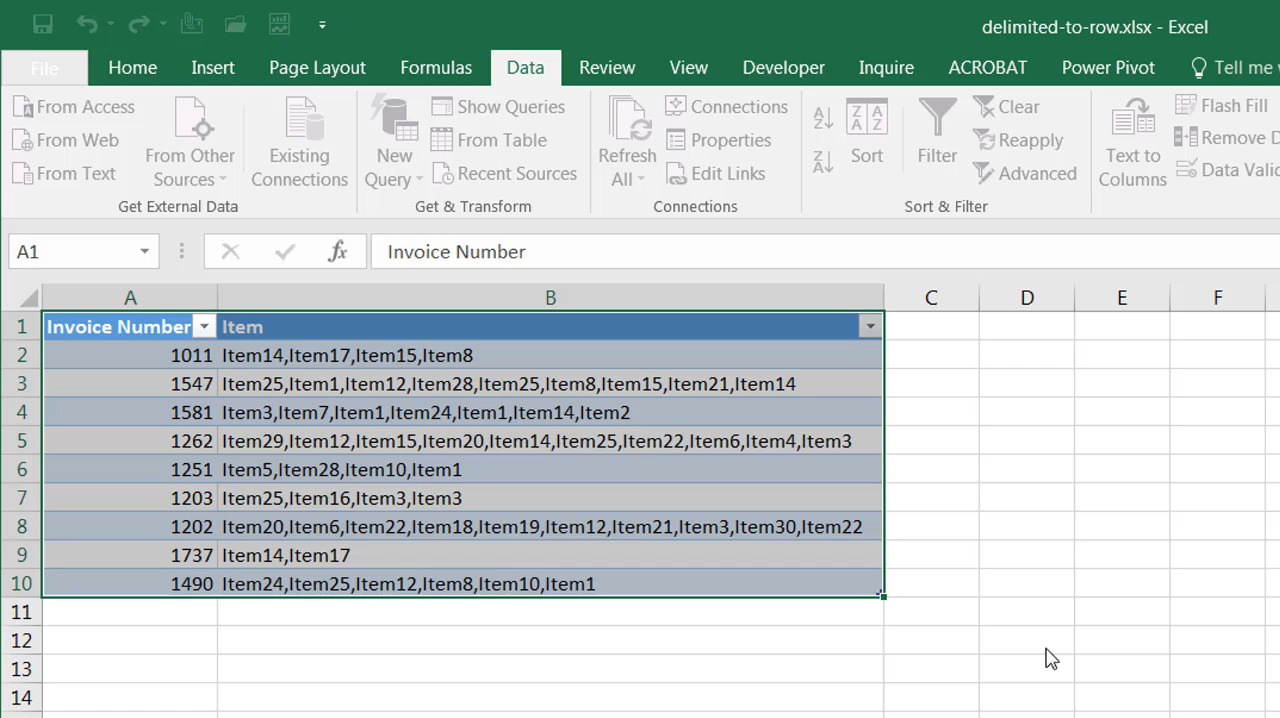 delimited-to-row.xlsx - Excel
File Home Insert Page Layout Formulas Data Review View Developer Inquire ACROBAT Power Pivot Tell me
From Access
From Web
From Text
From Other Sources
Existing Connections
Get External Data
New Query
Show Queries
From Table
Recent Sources
Get & Transform
Refresh All
Connections
Properties
Edit Links
Connections
Sort
Filter
Clear
Reapply
Advanced
Sort & Filter
Text to Columns
Flash Fill
Remove D
Data Valid
A1 fx Invoice Number
A B C D E F
1 Invoice Number Item
2 1011 Item14,Item17,Item15,Item8
3 1547 Item25,Item1,Item12,Item28,Item25,Item8,Item15,Item21,Item14
4 1581 Item3,Item7,Item1,Item24,Item1,Item14,Item2
5 1262 Item29,Item12,Item15,Item20,Item14,Item25,Item22,Item6,Item4,Item3
6 1251 Item5,Item28,Item10,Item1
7 1203 Item25,Item16,Item3,Item3
8 1202 Item20,Item6,Item22,Item18,Item19,Item12,Item21,Item3,Item30,Item22
9 1737 Item14,Item17
10 1490 Item24,Item25,Item12,Item8,Item10,Item1
11
12
13
14